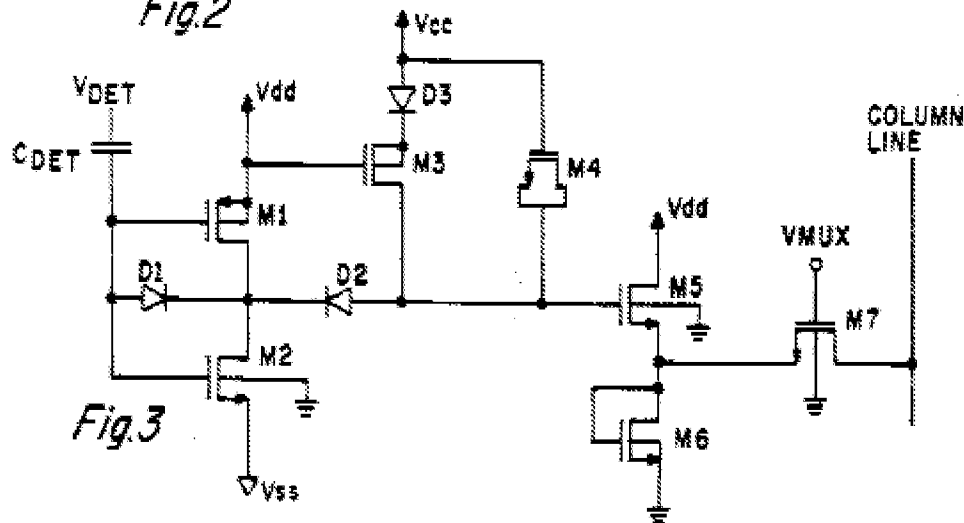 Fig.2
Vcc
VDET
Vdd
D3
COLUMN
LINE
CDET
M3
M4
M1
Vdd
VMUX
D1
D2
M5
M7
M2
Fig.3
M6
Vss